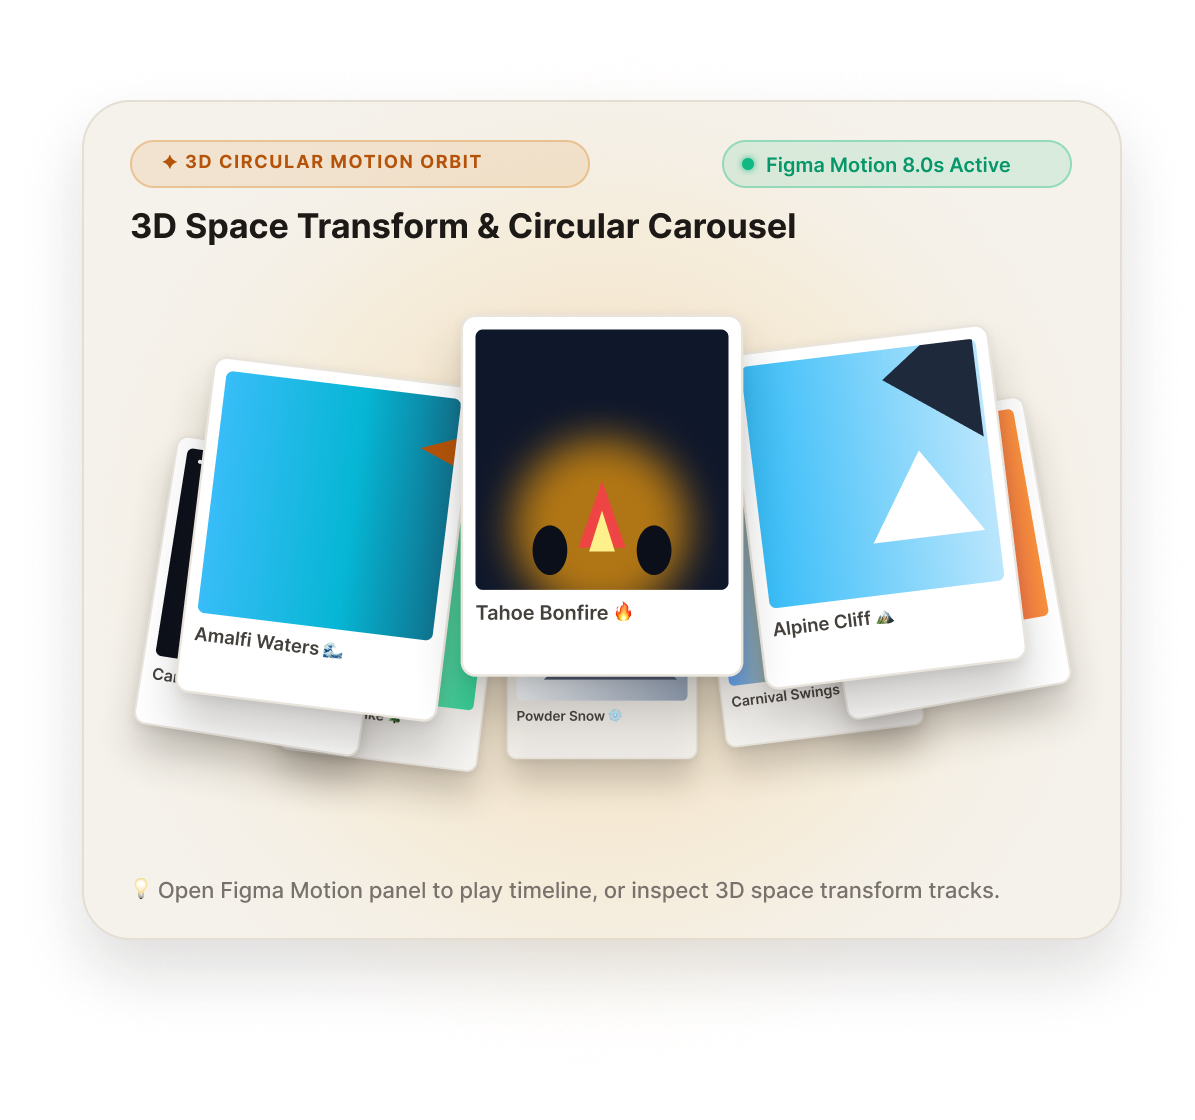 ✦ 3D CIRCULAR MOTION ORBIT
Figma Motion 8.0s Active
3D Space Transform & Circular Carousel
Amalfi Waters 🌊
Tahoe Bonfire 🔥
Alpine Cliff 🏔️
Powder Snow ❄️
Carnival Swings
💡 Open Figma Motion panel to play timeline, or inspect 3D space transform tracks.